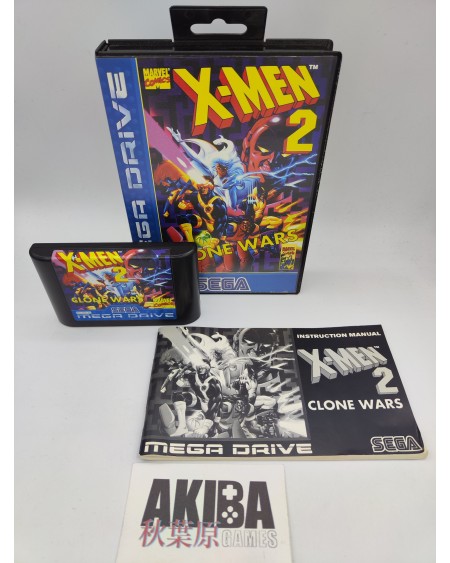 MEGA DRIVE
MARVEL
COMICS
X-MEN™
2
CLONE WARS
SEGA
X-MEN
2
CLONE WARS
SEGA
MEGA DRIVE
INSTRUCTION MANUAL
X-MEN
2
CLONE WARS
MEGA DRIVE
SEGA
AKIBA
秋葉原
GAMES